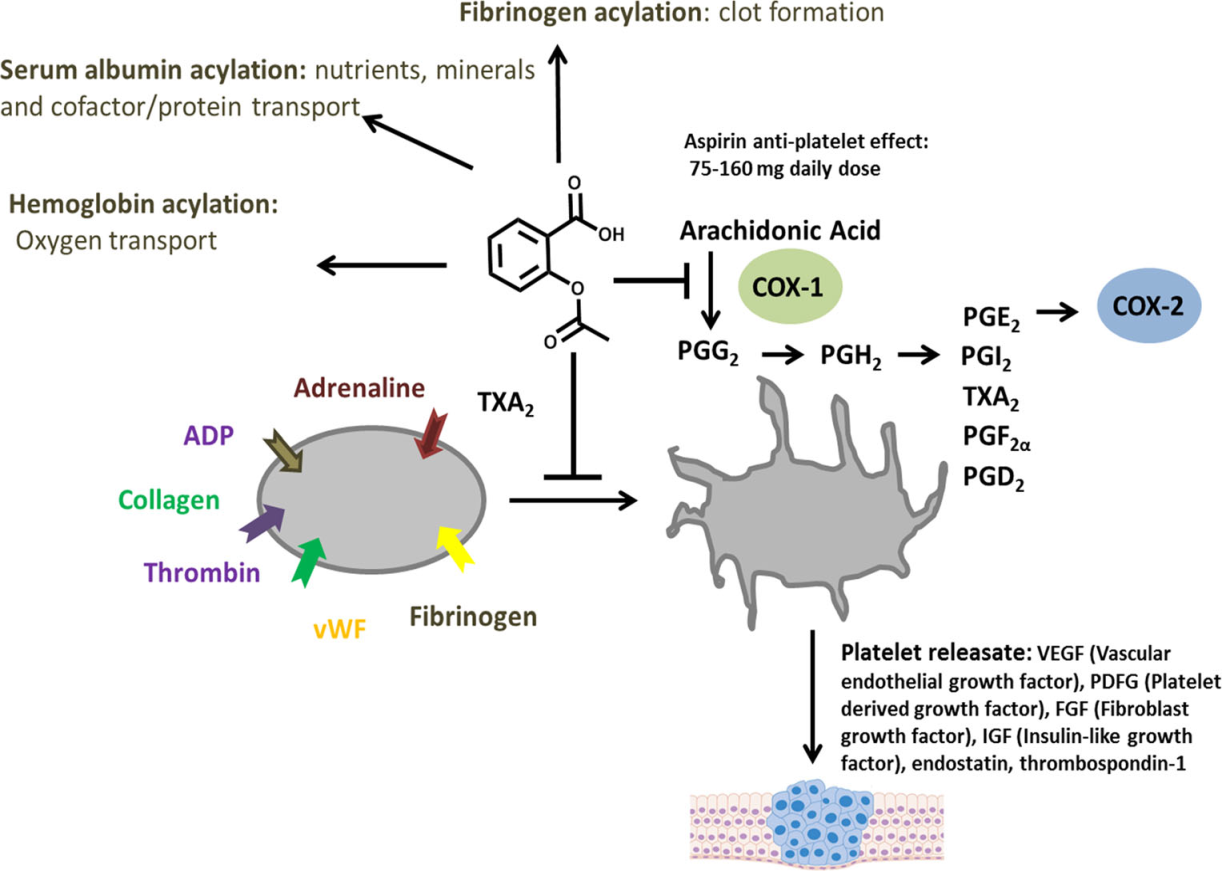 Fibrinogen acylation: clot formation
Serum albumin acylation: nutrients, minerals
and cofactor/protein transport
Aspirin anti-platelet effect:
75-160 mg daily dose
Hemoglobin acylation:
Oxygen transport
O
OH
O
O
Arachidonic Acid
COX-1
COX-2
PGG2
PGH2
PGE2
PGI2
TXA2
PGF2α
PGD2
TXA2
Adrenaline
ADP
Collagen
Thrombin
vWF
Fibrinogen
Platelet releasate: VEGF (Vascular
endothelial growth factor), PDFG (Platelet
derived growth factor), FGF (Fibroblast
growth factor), IGF (Insulin-like growth
factor), endostatin, thrombospondin-1